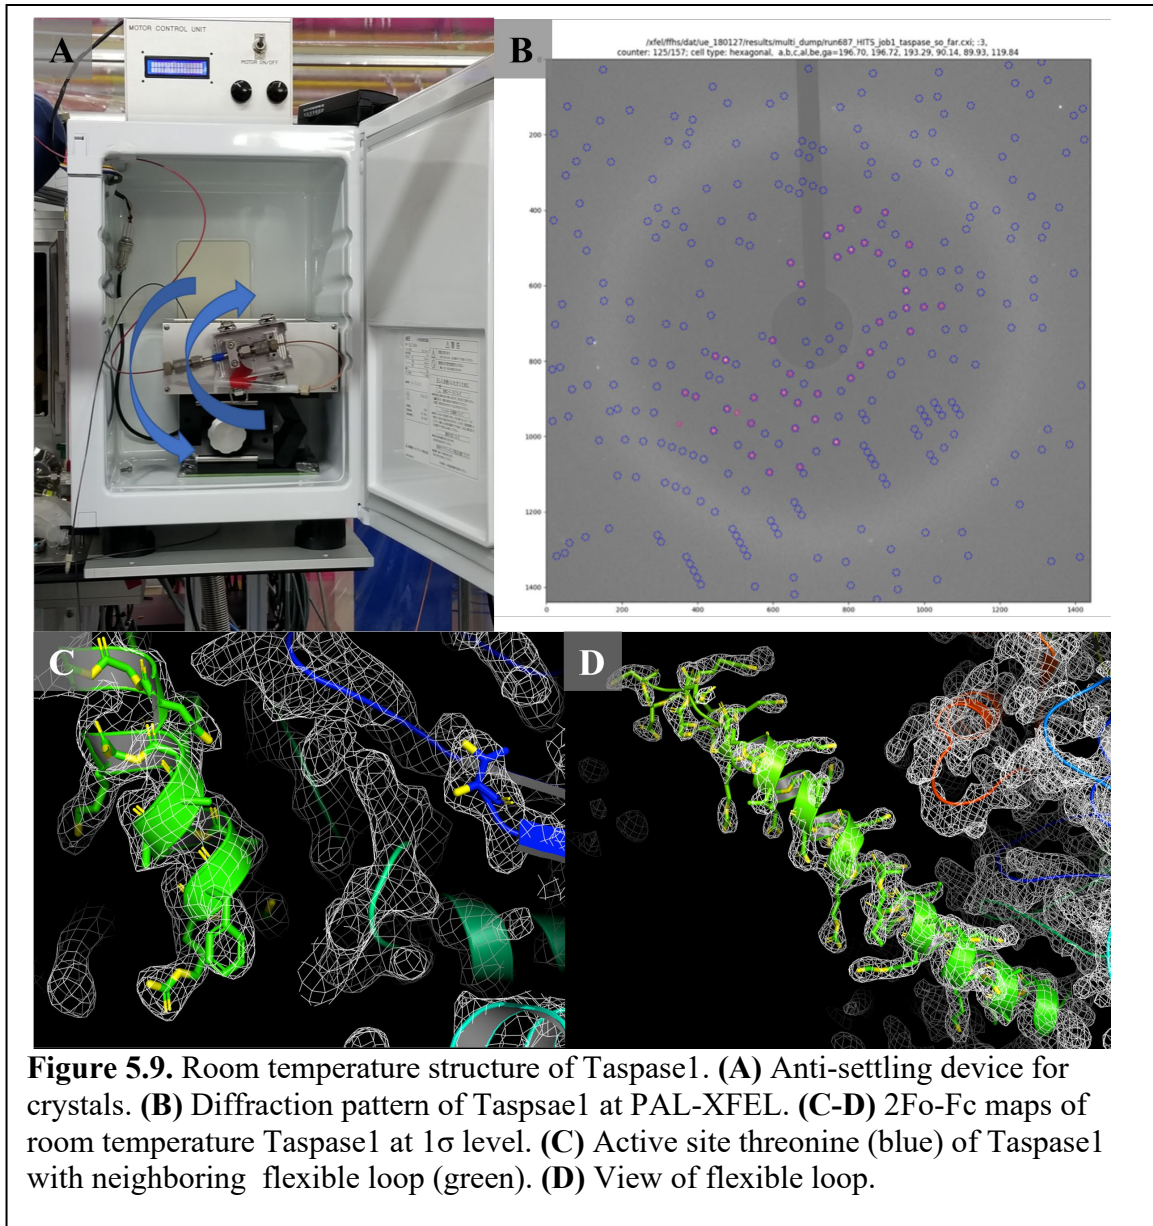 A
MOTOR CONTROL UNIT
MOTOR ON/OFF
B
/xfel/ffhs/dat/ue_180127/results/multi_dump/run687_HITS_job1_taspase_so_far.cxi; :3,
counter: 125/157; cell type: hexagonal, a,b,c,al,be,ga=196.70, 196.72, 193.29, 90.14, 89.93, 119.84
0
200
400
600
800
1000
1200
1400
0 200 400 600 800 1000 1200 1400
C
D
Figure 5.9. Room temperature structure of Taspase1. (A) Anti-settling device for
crystals. (B) Diffraction pattern of Taspsae1 at PAL-XFEL. (C-D) 2Fo-Fc maps of
room temperature Taspase1 at 1σ level. (C) Active site threonine (blue) of Taspase1
with neighboring flexible loop (green). (D) View of flexible loop.